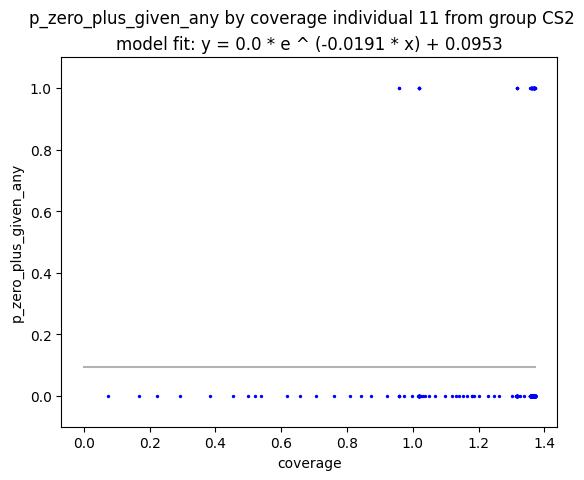 p_zero_plus_given_any by coverage individual 11 from group CS2
model fit: y = 0.0 * e ^ (-0.0191 * x) + 0.0953
1.0
0.8
0.6
0.4
0.2
0.0
p_zero_plus_given_any
0.0 0.2 0.4 0.6 0.8 1.0 1.2 1.4
coverage